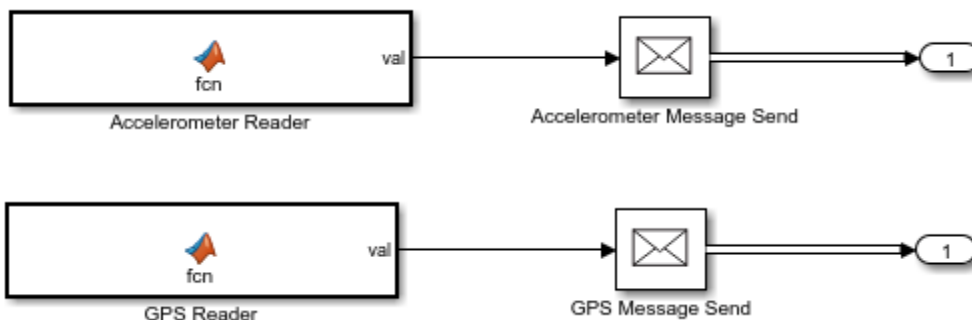 val
fcn
1
Accelerometer Reader
Accelerometer Message Send
val
fcn
1
GPS Reader
GPS Message Send